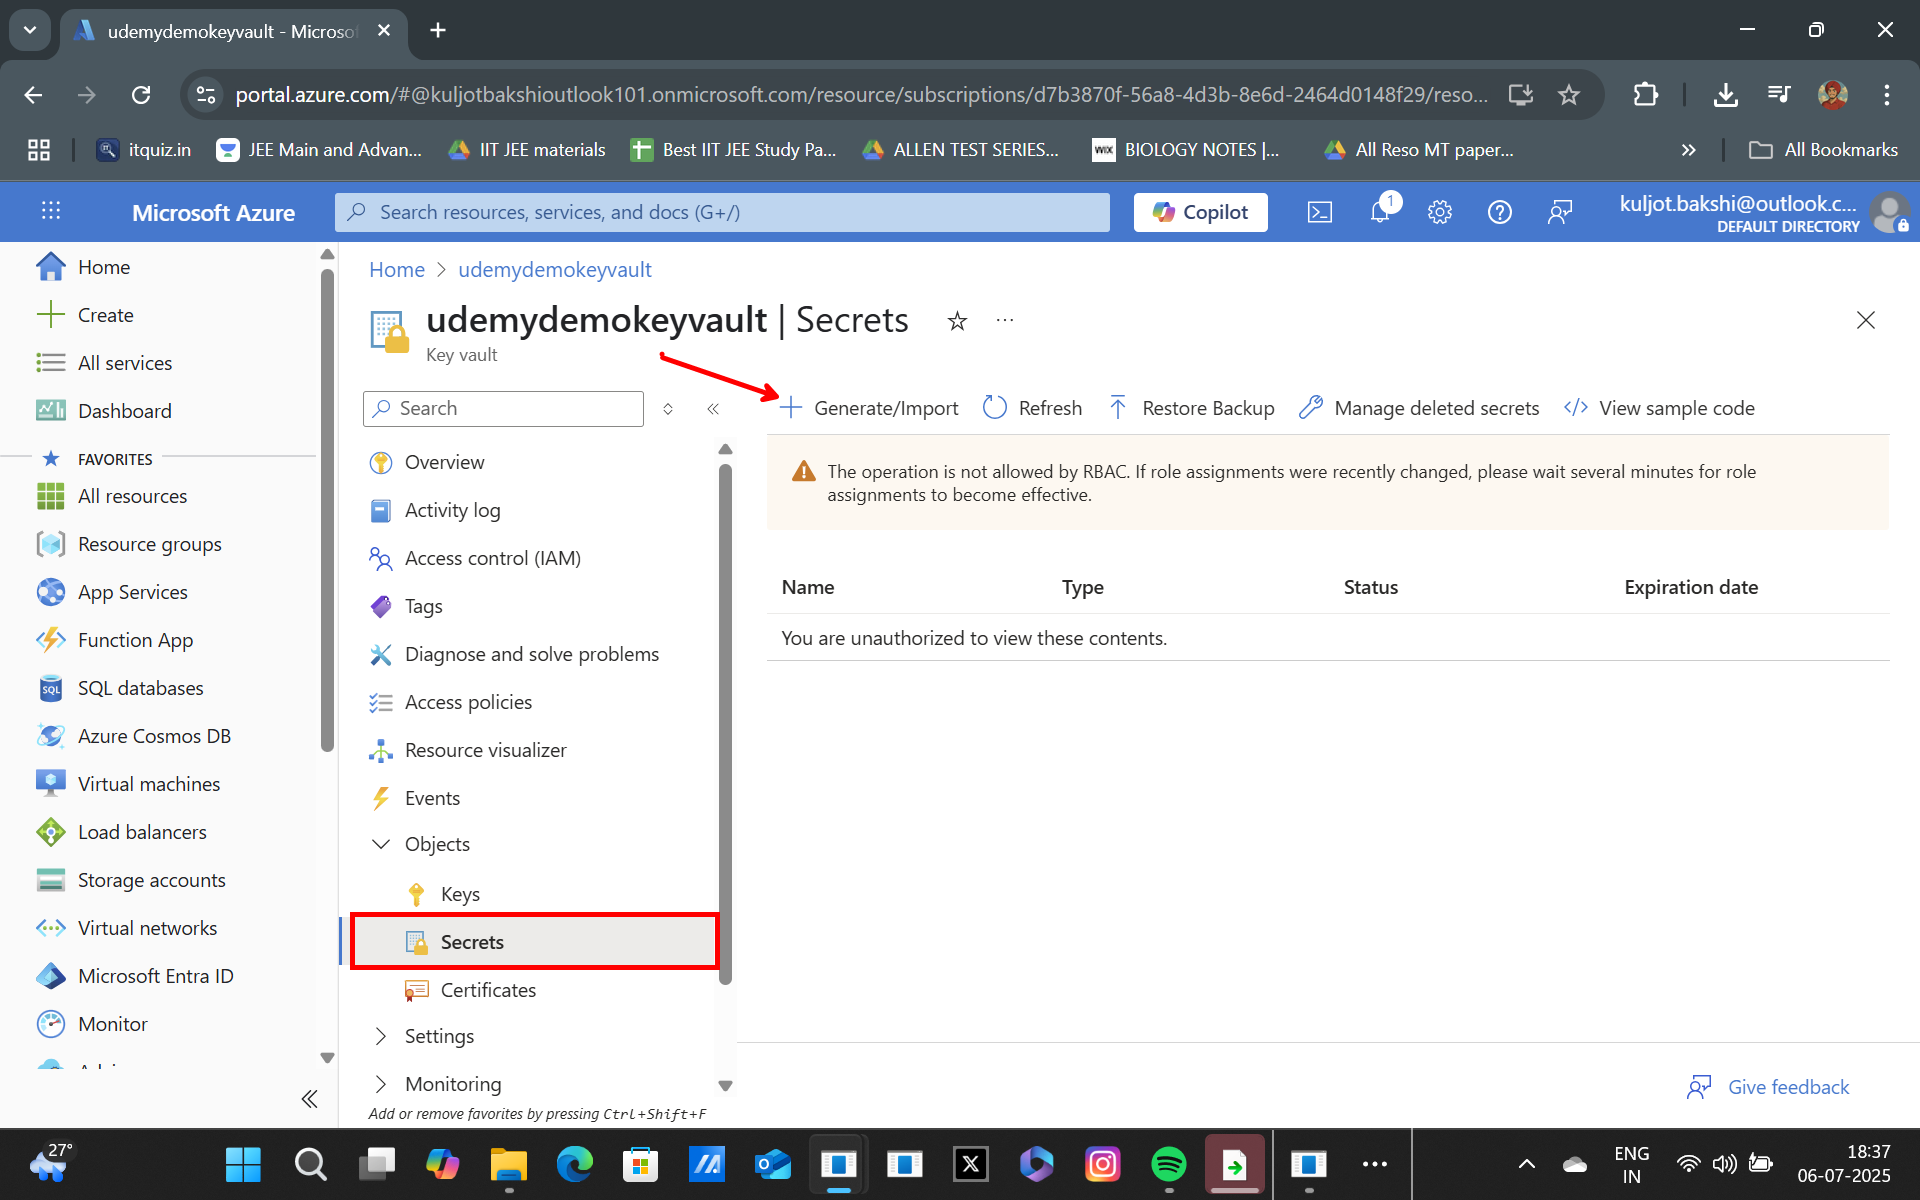 udemydemokeyvault - Microso
portal.azure.com/#@kuljotbakshioutlook101.onmicrosoft.com/resource/subscriptions/d7b3870f-56a8-4d3b-8e6d-2464d0148f29/reso...
itquiz.in
JEE Main and Advan...
IIT JEE materials
Best IIT JEE Study Pa...
ALLEN TEST SERIES...
WIX
BIOLOGY NOTES |...
All Reso MT paper...
All Bookmarks
Microsoft Azure
Search resources, services, and docs (G+/)
Copilot
1
kuljot.bakshi@outlook.c...
DEFAULT DIRECTORY
Home
Create
All services
Dashboard
FAVORITES
All resources
Resource groups
App Services
Function App
SQL
SQL databases
Azure Cosmos DB
Virtual machines
Load balancers
Storage accounts
Virtual networks
Microsoft Entra ID
Monitor
Home > udemydemokeyvault
udemydemokeyvault | Secrets
Key vault
Search
Overview
Activity log
Access control (IAM)
Tags
Diagnose and solve problems
Access policies
Resource visualizer
Events
Objects
Keys
Secrets
Certificates
Settings
Monitoring
Add or remove favorites by pressing Ctrl+Shift+F
Generate/Import
Refresh
Restore Backup
Manage deleted secrets
View sample code
The operation is not allowed by RBAC. If role assignments were recently changed, please wait several minutes for role
assignments to become effective.
Name Type Status Expiration date
You are unauthorized to view these contents.
Give feedback
27°
ENG
IN
18:37
06-07-2025